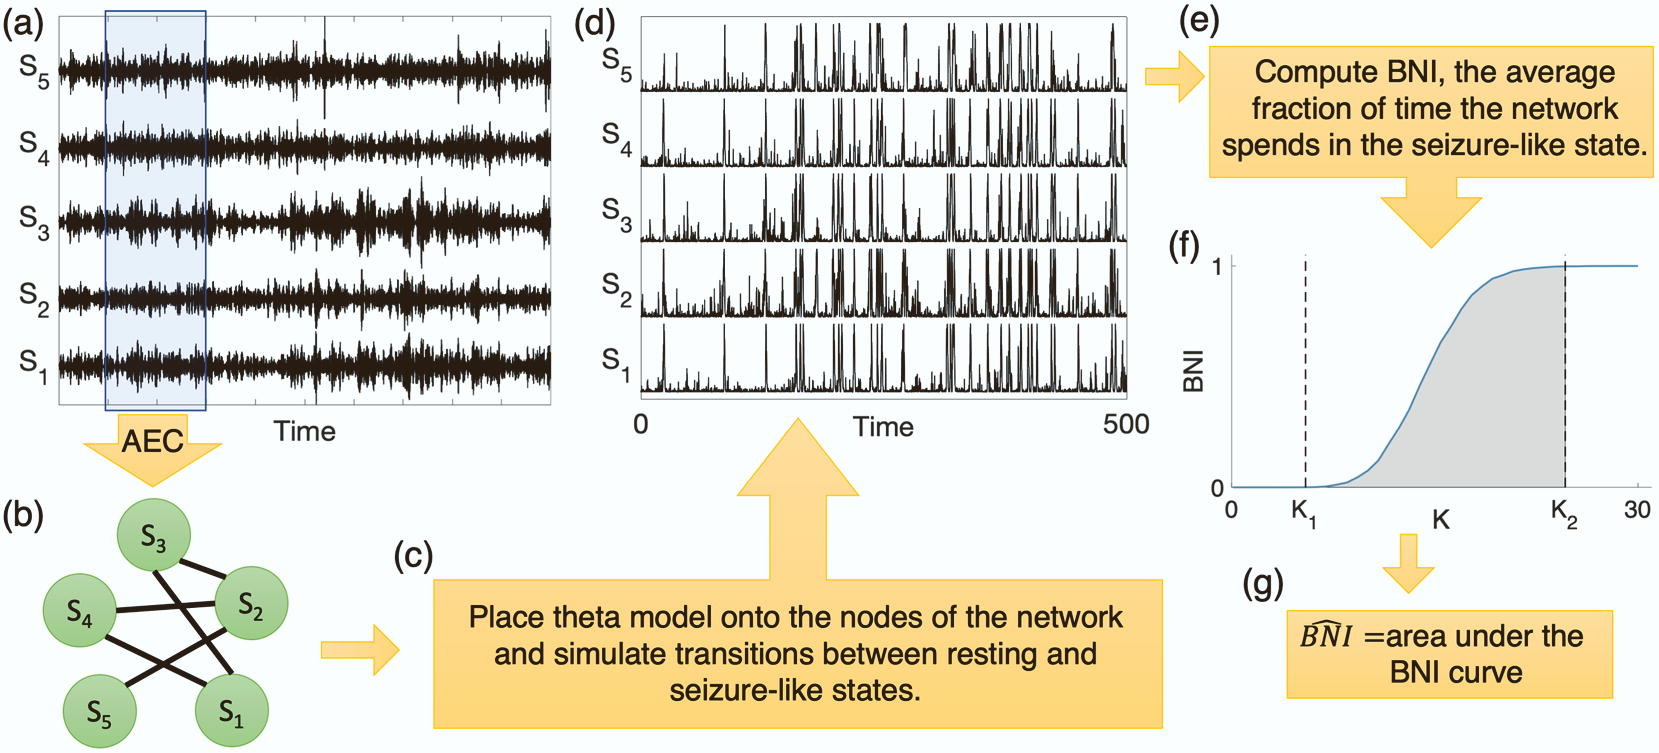 (a)
S5
S4
S3
S2
S1
Time
AEC
(b)
S3
S4
S2
S5
S1
(c)
Place theta model onto the nodes of the network
and simulate transitions between resting and
seizure-like states.
(d)
S5
S4
S3
S2
S1
0
Time
500
(e)
Compute BNI, the average
fraction of time the network
spends in the seizure-like state.
(f)
1
BNI
0
0
K1
K
K2
30
(g)
B͡NI =area under the
BNI curve